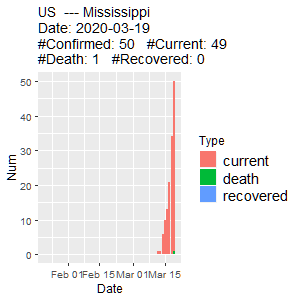 US --- Mississippi
Date: 2020-03-19
#Confirmed: 50 #Current: 49
#Death: 1 #Recovered: 0
50
40
30
20
10
0
Num
Feb 01 Feb 15 Mar 01 Mar 15
Date
Type
current
death
recovered